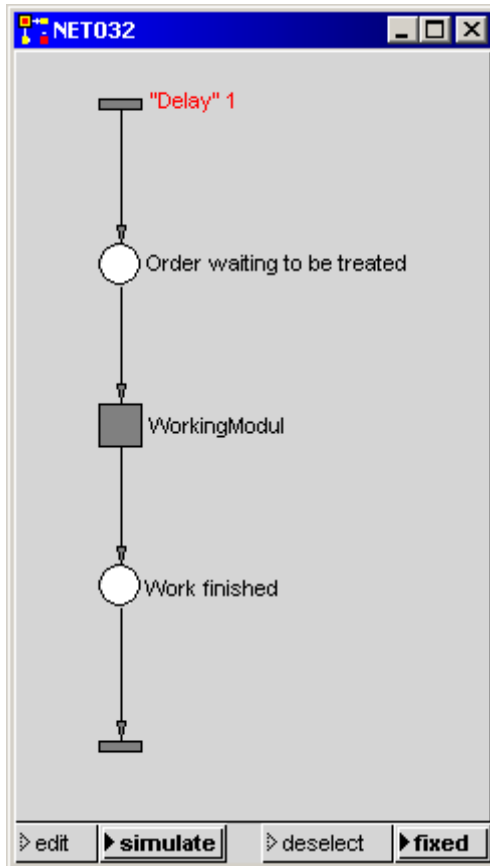 NET032
"Delay" 1
Order waiting to be treated
WorkingModul
Work finished
edit simulate deselect fixed